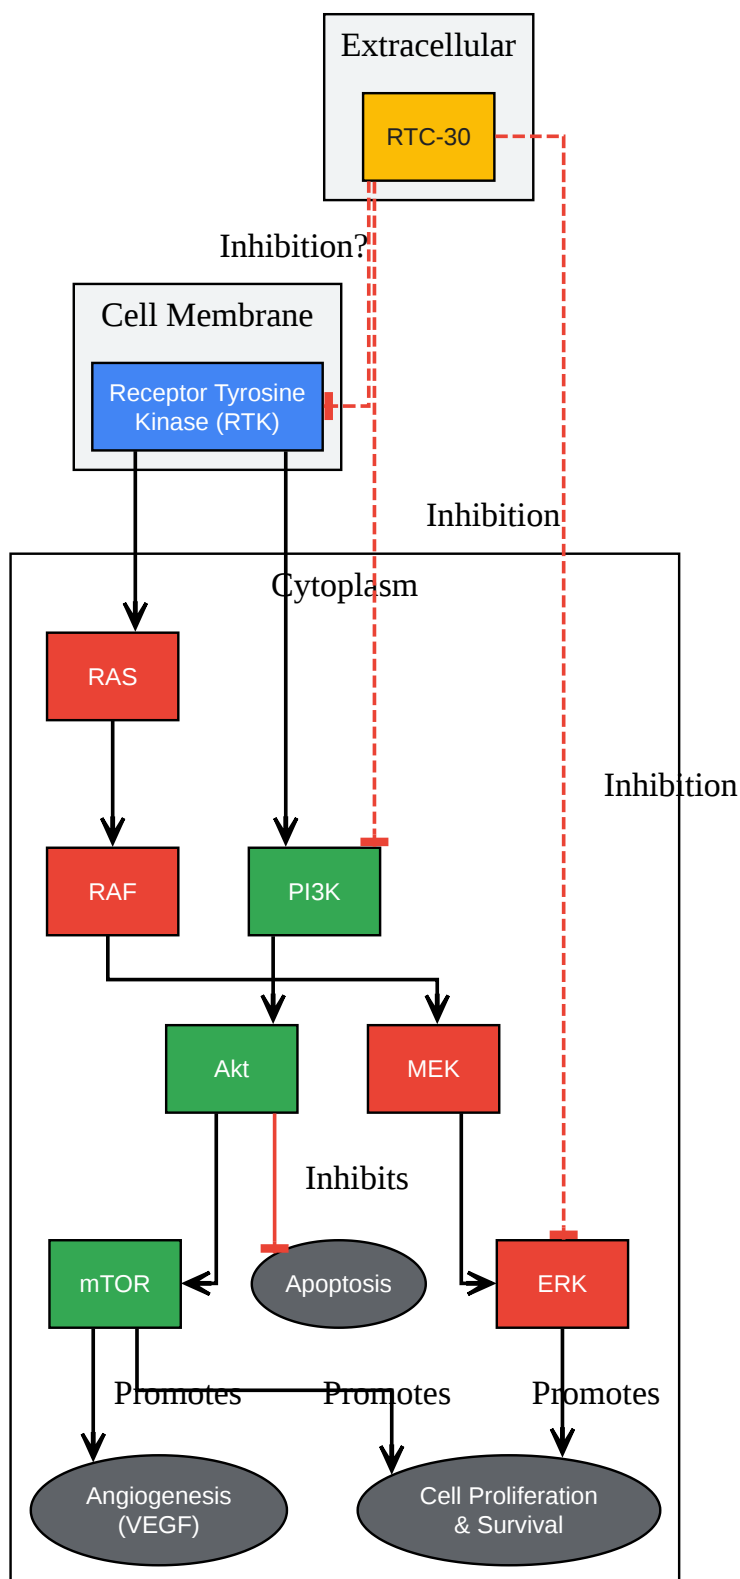 Extracellular
RTC-30
Inhibition?
Cell Membrane
Receptor Tyrosine
Kinase (RTK)
Inhibition
Cytoplasm
RAS
Inhibition
RAF
PI3K
Akt
MEK
Inhibits
mTOR
Apoptosis
ERK
Promotes
Promotes
Promotes
Angiogenesis
(VEGF)
Cell Proliferation
& Survival